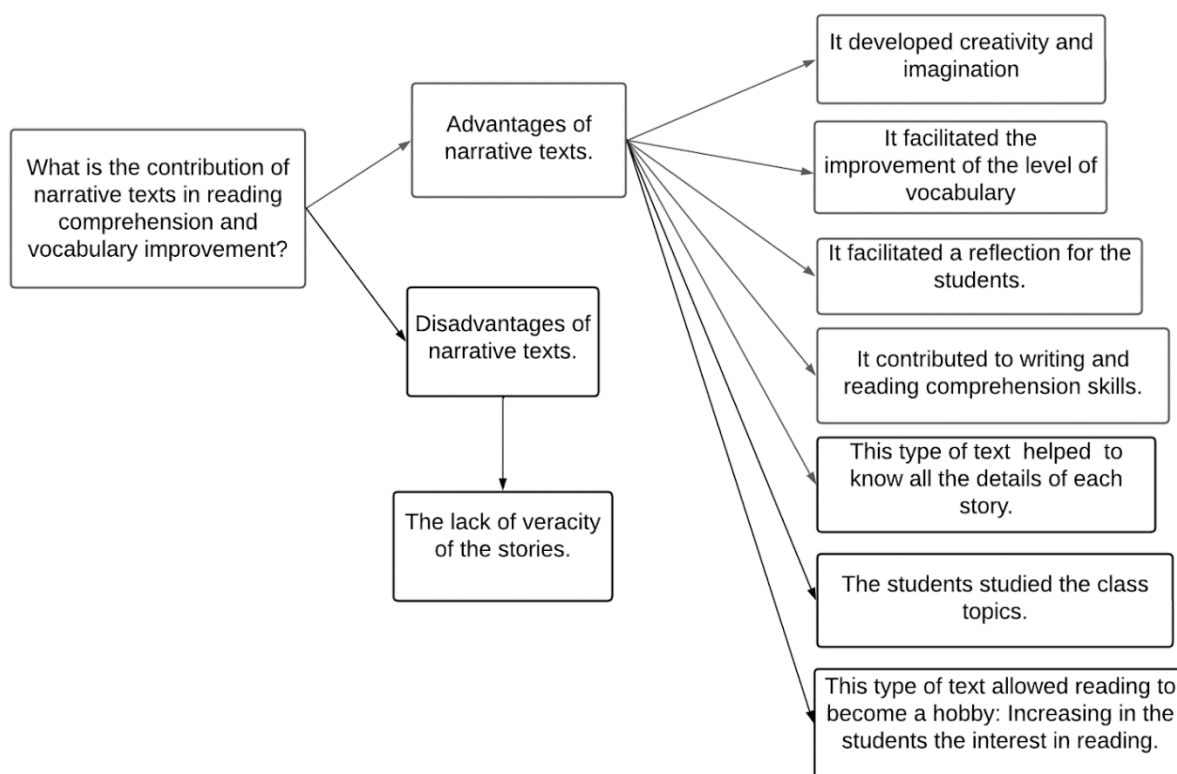 What is the contribution of
narrative texts in reading
comprehension and
vocabulary improvement?
Advantages of
narrative texts.
Disadvantages of
narrative texts.
The lack of veracity
of the stories.
It developed creativity and
imagination
It facilitated the
improvement of the level of
vocabulary
It facilitated a reflection for the
students.
It contributed to writing and
reading comprehension skills.
This type of text helped to
know all the details of each
story.
The students studied the class
topics.
This type of text allowed reading to
become a hobby: Increasing in the
students the interest in reading.